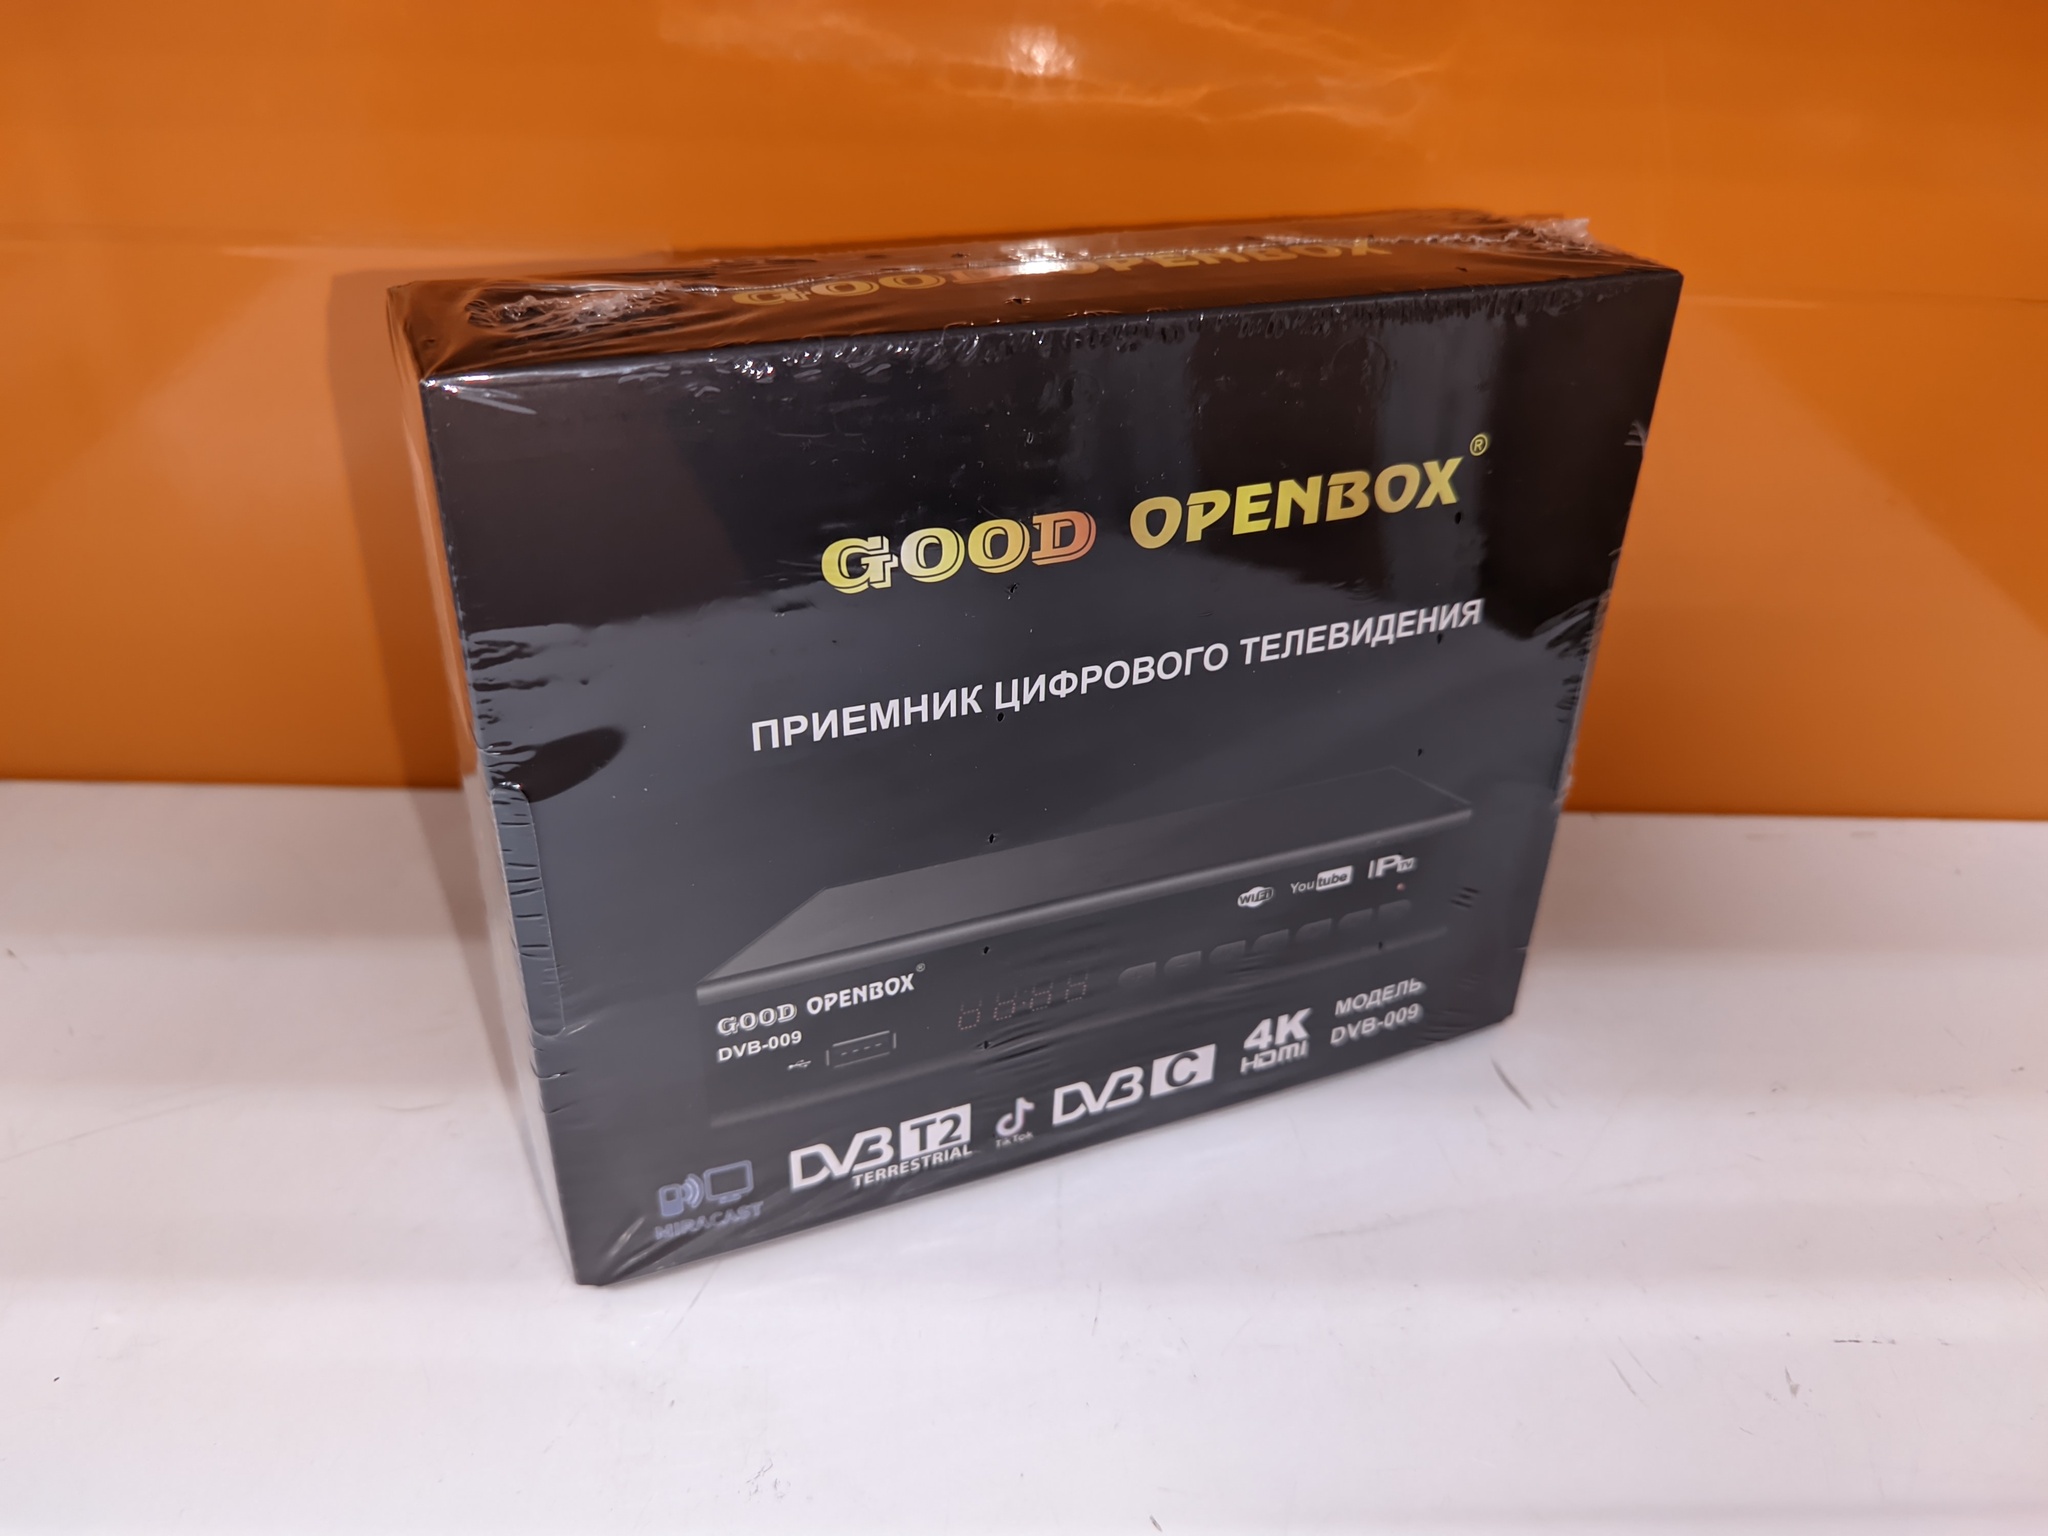 GOOD OPENBOX
GOOD OPENBOX®
ПРИЕМНИК ЦИФРОВОГО ТЕЛЕВИДЕНИЯ
WiFi YouTube IPTV
GOOD OPENBOX®
DVB-009
МОДЕЛЬ
DVB-009
4K
HDMI
DVB C
TikTok
DVB T2
TERRESTRIAL
MIRACAST